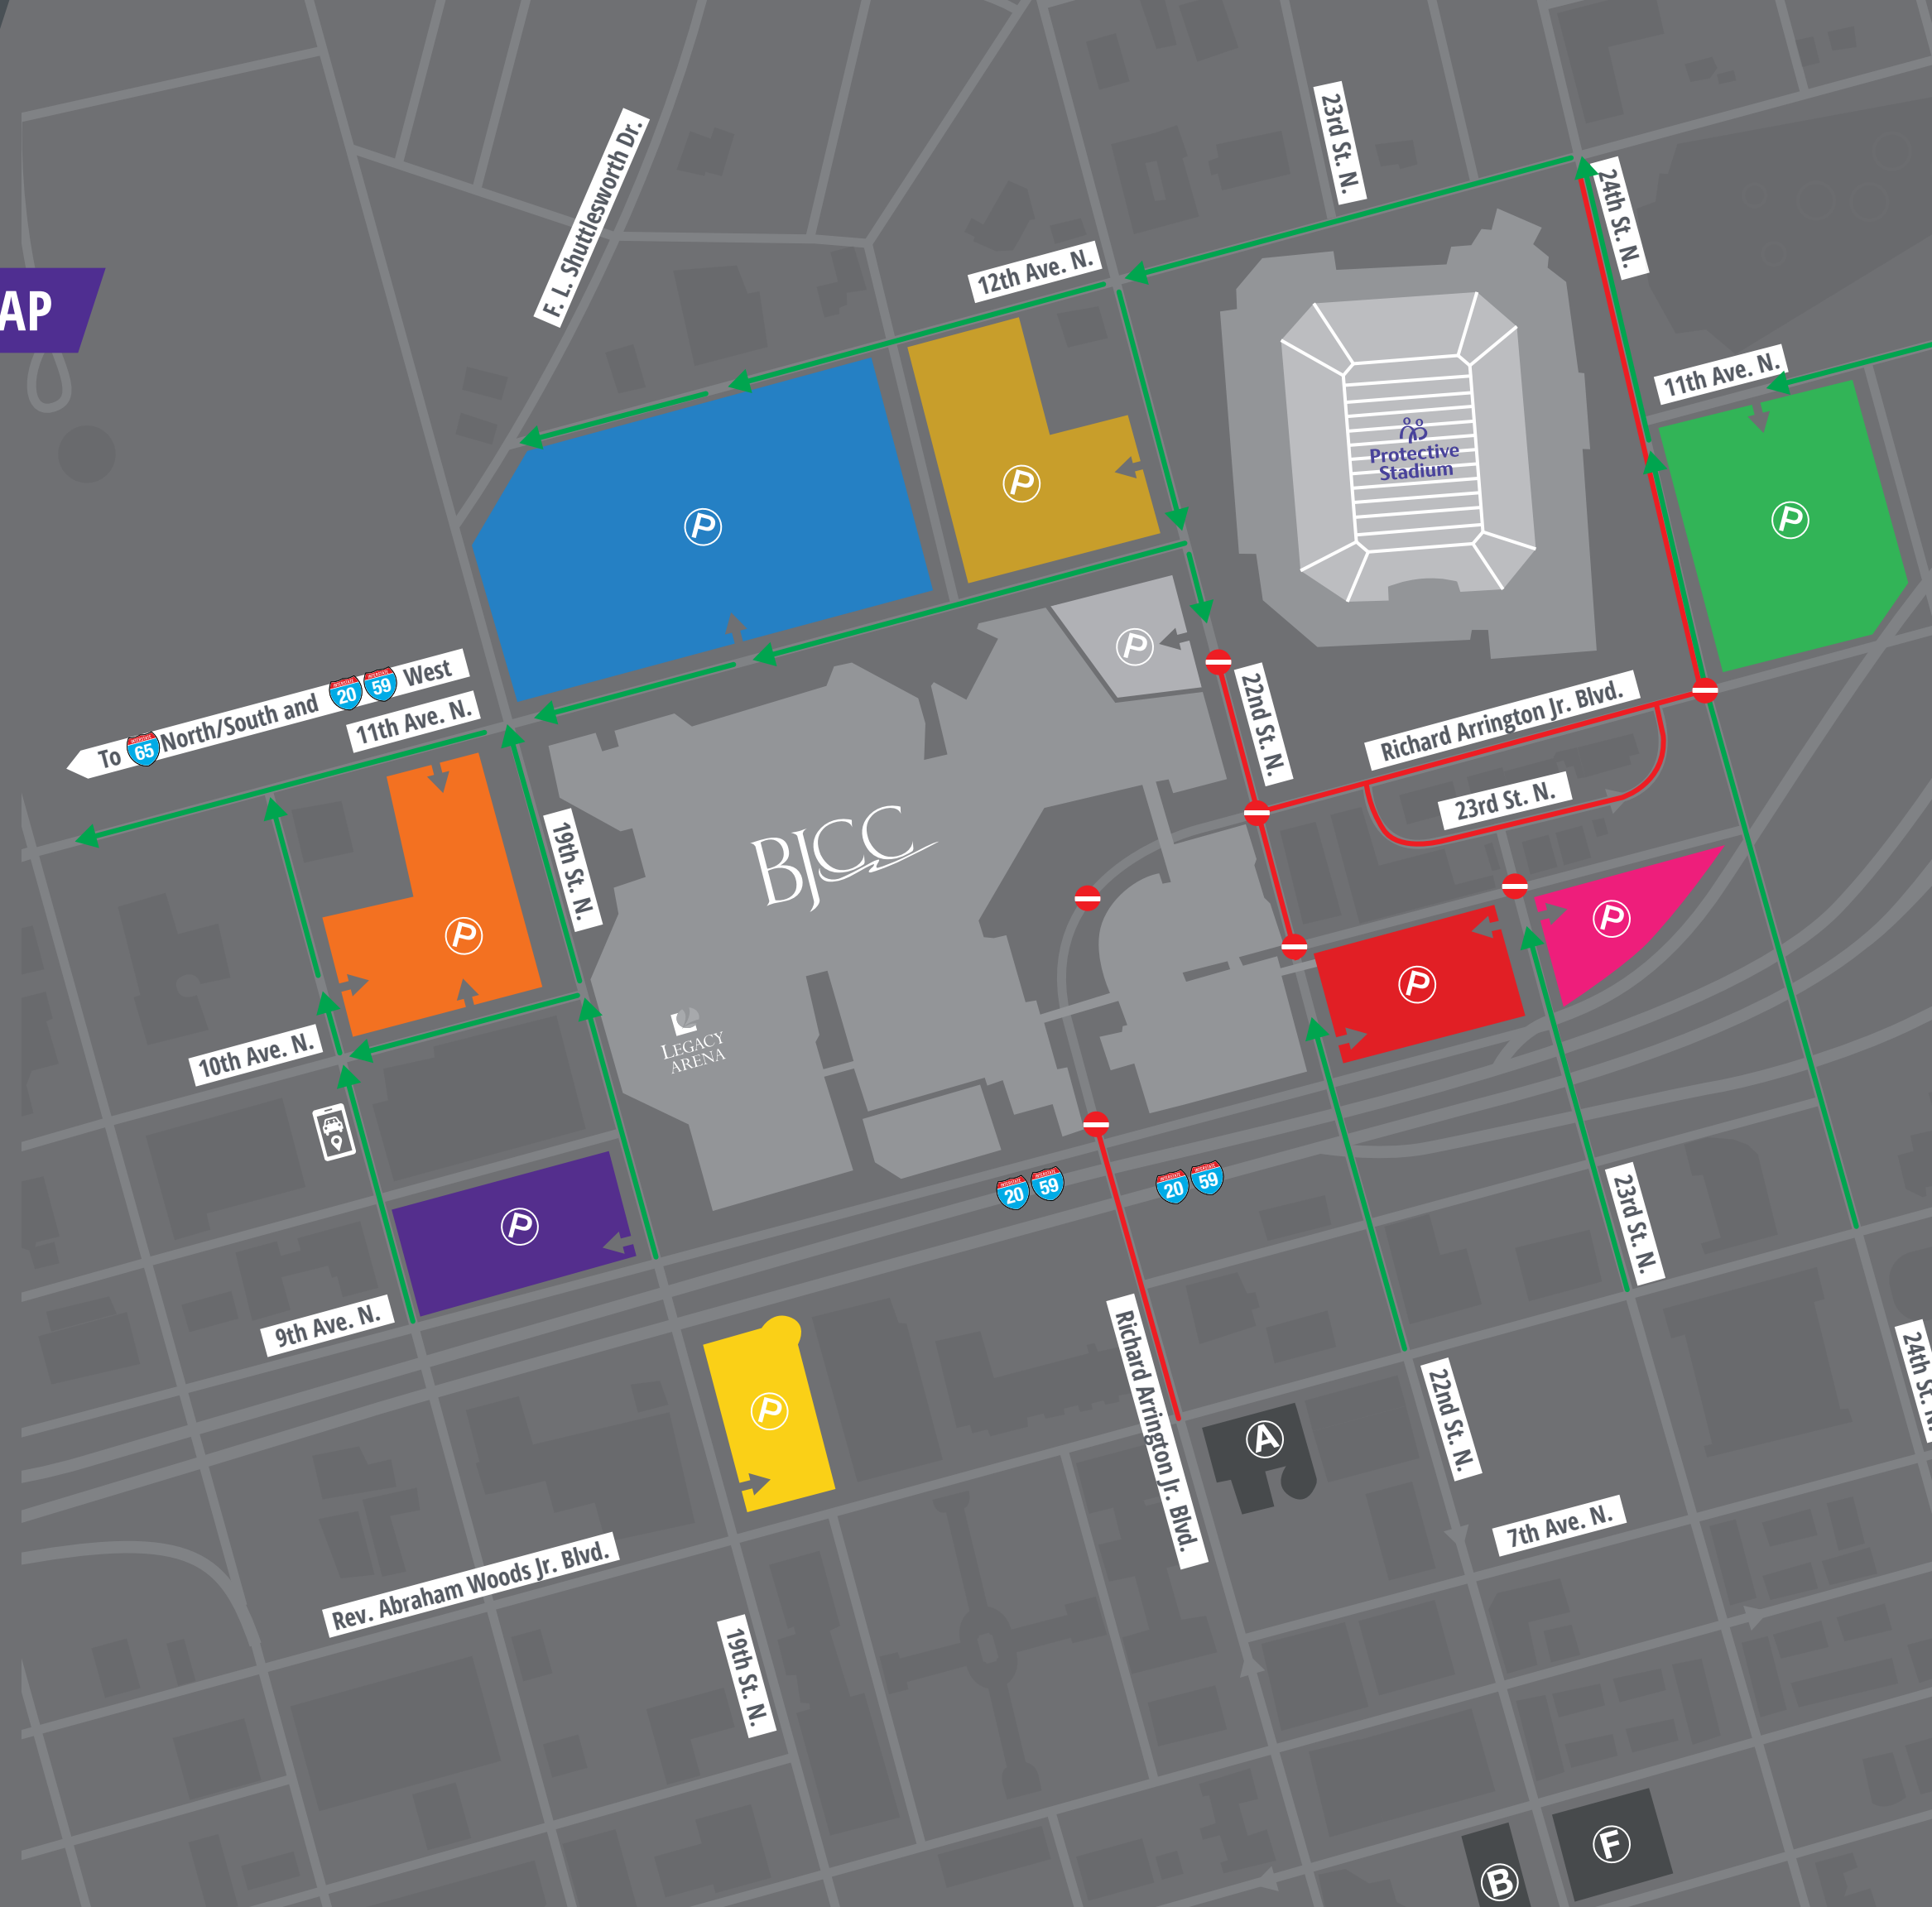 23rd St. N.
F. L. Shuttlesworth Dr.
24th St. N.
12th Ave. N.
AP
11th Ave. N.
Protective
Stadium
P
P
P
P
To 65 North/South and 20 59 West
11th Ave. N.
22nd St. N.
Richard Arrington Jr. Blvd.
23rd St. N.
19th St. N.
BJCC
P
P
P
LEGACY
ARENA
10th Ave. N.
20 59
20 59
P
23rd St. N.
9th Ave. N.
Richard Arrington Jr. Blvd.
24th St. N.
22nd St. N.
P
A
7th Ave. N.
Rev. Abraham Woods Jr. Blvd.
19th St. N.
F
B